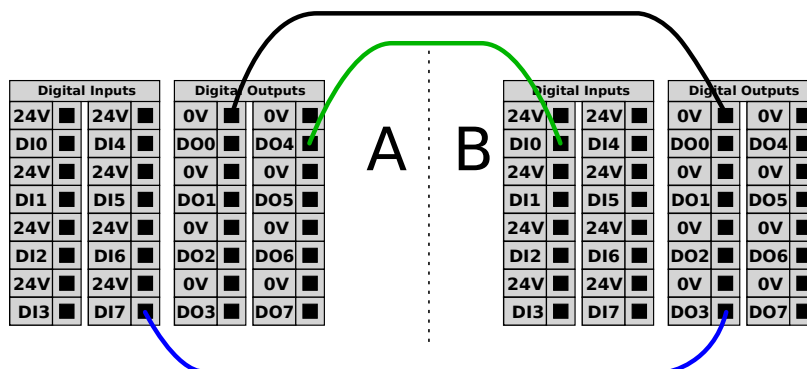 Digital Inputs Digital Outputs Digital Inputs Digital Outputs
24V 24V 0V 0V 24V 24V 0V 0V
DI0 DI4 DO0 DO4 A B DI0 DI4 DO0 DO4
24V 24V 0V 0V 24V 24V 0V 0V
DI1 DI5 DO1 DO5 DI1 DI5 DO1 DO5
24V 24V 0V 0V 24V 24V 0V 0V
DI2 DI6 DO2 DO6 DI2 DI6 DO2 DO6
24V 24V 0V 0V 24V 24V 0V 0V
DI3 DI7 DO3 DO7 DI3 DI7 DO3 DO7